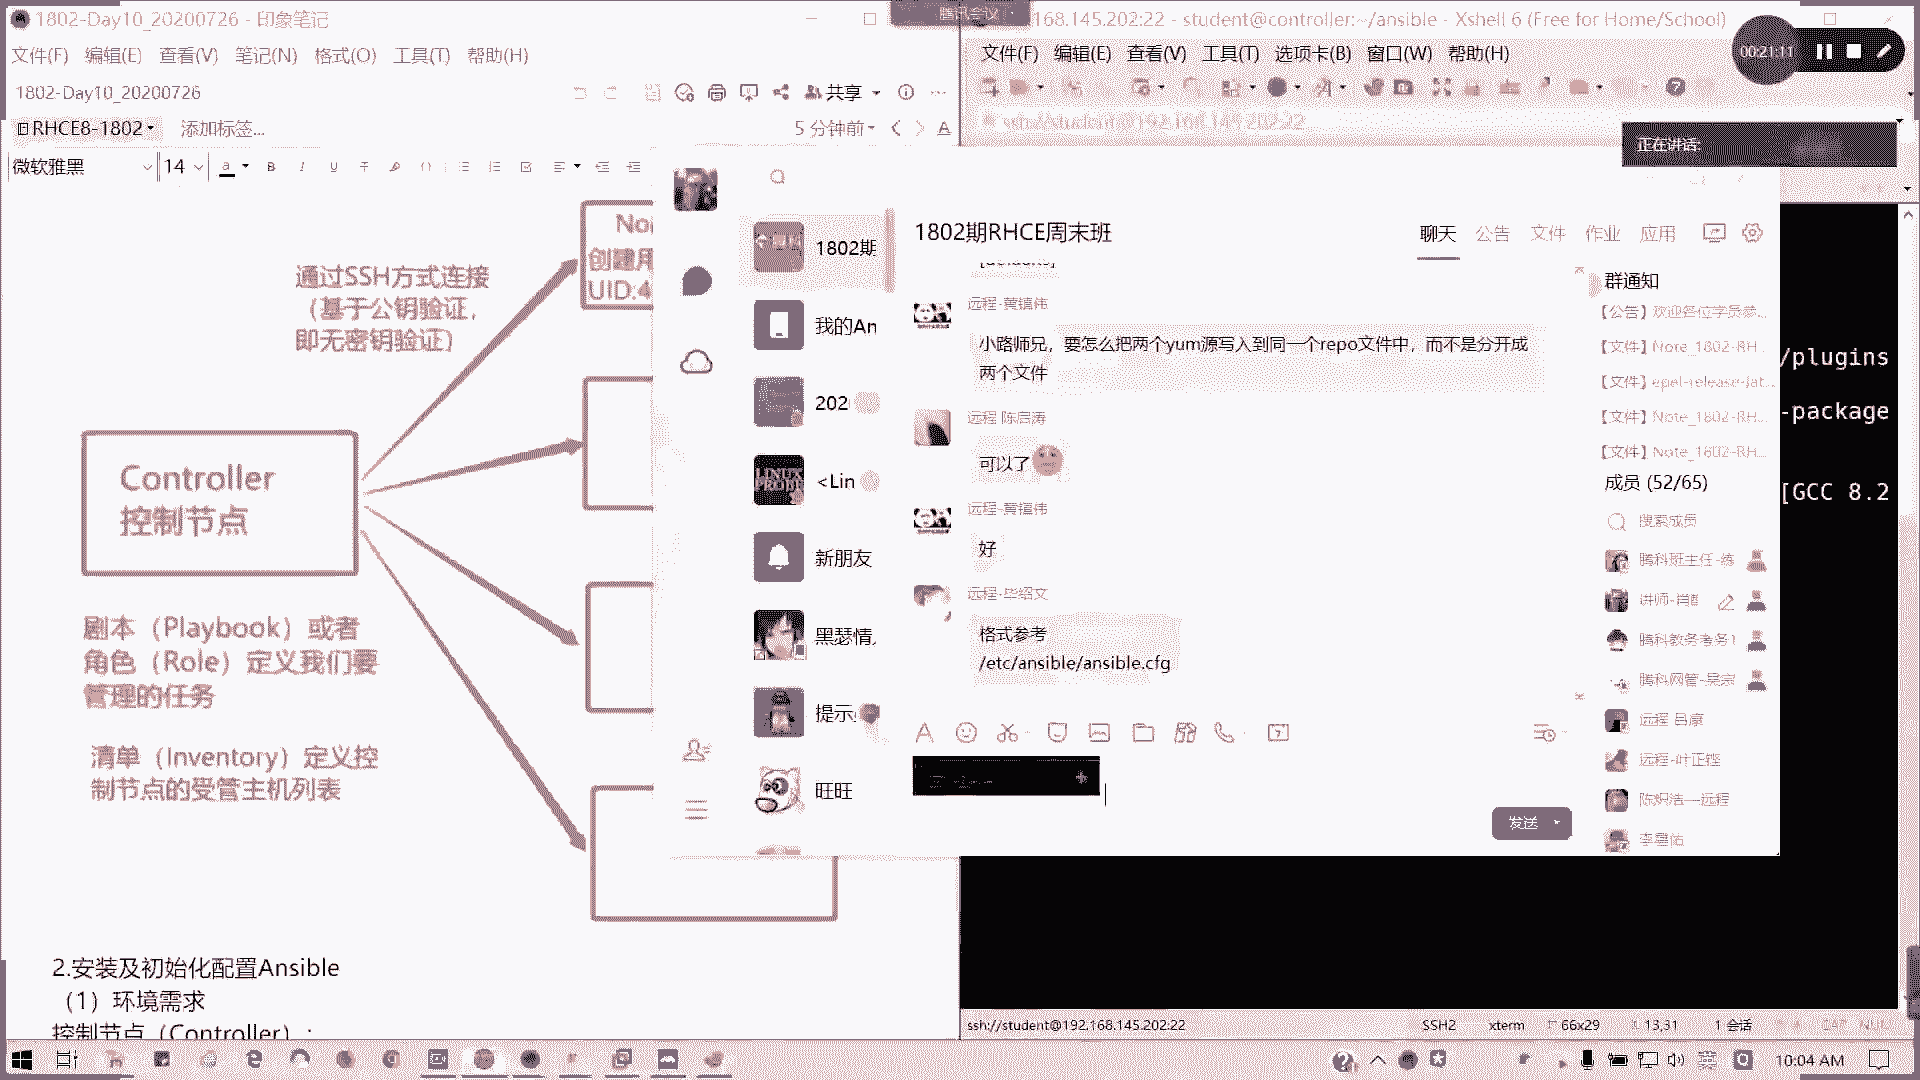 1802-Day10_20200726 - 印象笔记
文件(F) 编辑(E) 查看(V) 笔记(N) 格式(O) 工具(T) 帮助(H)
1802-Day10_20200726
共享
RHCE8-1802
添加标签...
5 分钟前
微软雅黑
14
通过SSH方式连接
（基于公钥验证，
即无密钥验证）
创建用
UID:4
Controller
控制节点
剧本（Playbook）或者
角色（Role）定义我们要
管理的任务
清单（Inventory）定义控
制节点的受管主机列表
2.安装及初始化配置Ansible
（1）环境需求
控制节点（Controller）:
腾讯会议
168.145.202:22 - student@controller:~/ansible - Xshell 6 (Free for Home/School)
文件(F) 编辑(E) 查看(V) 工具(T) 选项卡(B) 窗口(W) 帮助(H)
00:21:11
ssh://student@192.168.145.202:22
正在讲话:
/plugins
-package
[GCC 8.2
1802期
我的An
202
<Lin
新朋友
黑瑟情
提示
旺旺
1802期RHCE周末班
聊天 公告 文件 作业 应用
[defaults]
远程-黄镇伟
小路师兄，要怎么把两个yum源写入到同一个repo文件中，而不是分开成
两个文件
远程 陈启涛
可以了
远程-黄镇伟
好
远程-毕绍文
格式参考
/etc/ansible/ansible.cfg
发送
群通知
【公告】欢迎各位学员参...
【文件】Note_1802-RH...
【文件】epel-release-lat...
【文件】Note_1802-RH...
【文件】Note_1802-RH...
成员 (52/65)
搜索成员
腾科班主任-练
讲师-肖
腾科教务考务
腾科网管-吴宗
远程 吕康
远程-叶正铿
远程
ssh://student@192.168.145.202:22
SSH2
xterm
66x29
13,31
1 会话
CAP NUM
英
10:04 AM